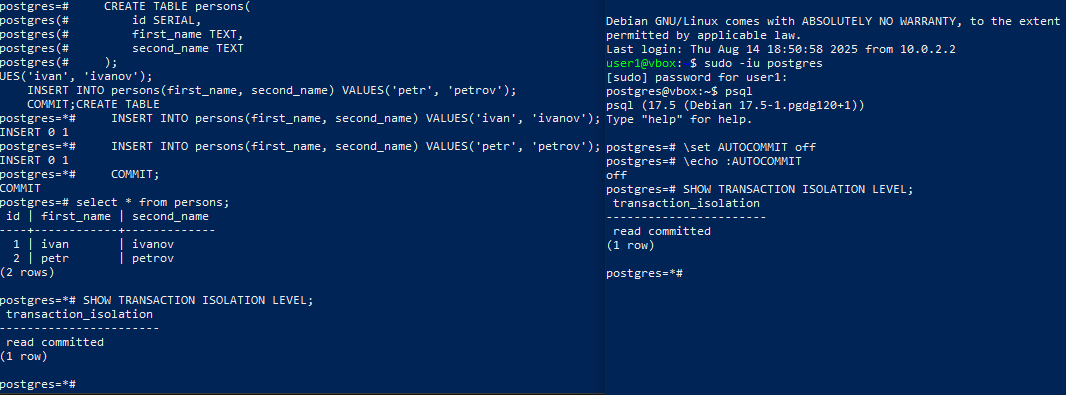 postgres=#     CREATE TABLE persons(
postgres(#         id SERIAL,
postgres(#         first_name TEXT,
postgres(#         second_name TEXT
postgres(#     );
UES('ivan', 'ivanov');
    INSERT INTO persons(first_name, second_name) VALUES('petr', 'petrov');
    COMMIT;CREATE TABLE
postgres=*#     INSERT INTO persons(first_name, second_name) VALUES('ivan', 'ivanov');
INSERT 0 1
postgres=*#     INSERT INTO persons(first_name, second_name) VALUES('petr', 'petrov');
INSERT 0 1
postgres=*#     COMMIT;
COMMIT
postgres=# select * from persons;
 id | first_name | second_name
----+------------+-------------
  1 | ivan       | ivanov
  2 | petr       | petrov
(2 rows)
postgres=*# SHOW TRANSACTION ISOLATION LEVEL;
 transaction_isolation
-----------------------
 read committed
(1 row)
postgres=*#
Debian GNU/Linux comes with ABSOLUTELY NO WARRANTY, to the extent
permitted by applicable law.
Last login: Thu Aug 14 18:50:58 2025 from 10.0.2.2
user1@vbox: $ sudo -iu postgres
[sudo] password for user1:
postgres@vbox:~$ psql
psql (17.5 (Debian 17.5-1.pgdg120+1))
Type "help" for help.
postgres=# \set AUTOCOMMIT off
postgres=# \echo :AUTOCOMMIT
off
postgres=# SHOW TRANSACTION ISOLATION LEVEL;
 transaction_isolation
-----------------------
 read committed
(1 row)
postgres=*#